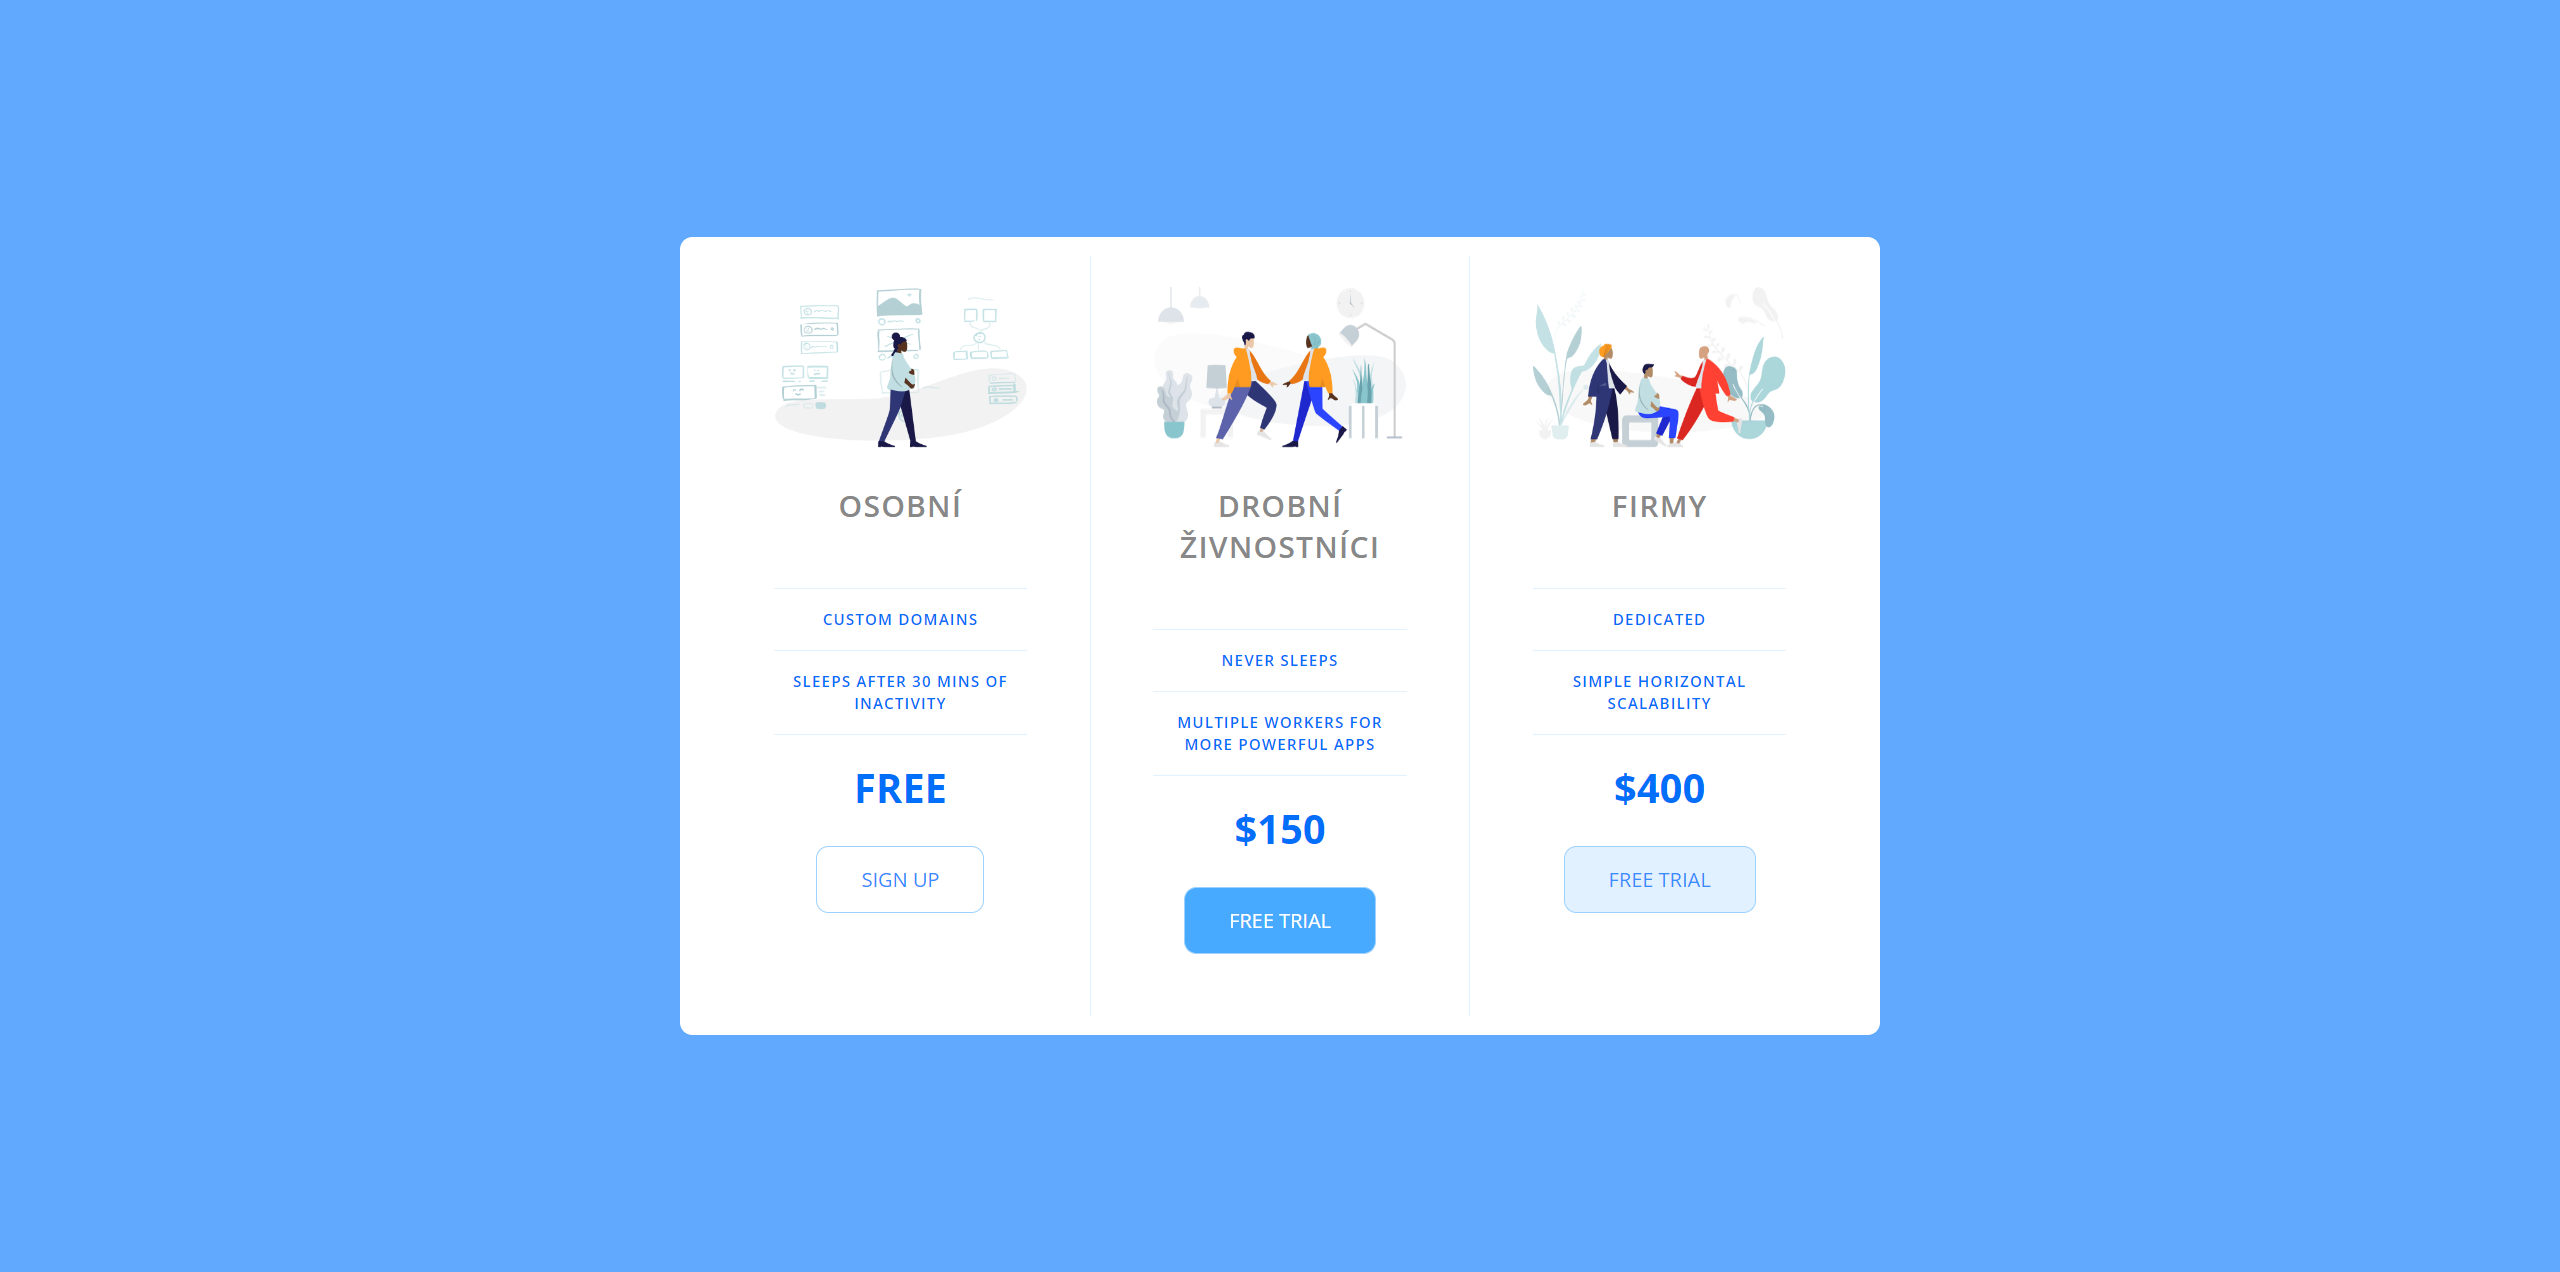 OSOBNÍ
CUSTOM DOMAINS
SLEEPS AFTER 30 MINS OF
INACTIVITY
FREE
SIGN UP
DROBNÍ
ŽIVNOSTNÍCI
NEVER SLEEPS
MULTIPLE WORKERS FOR
MORE POWERFUL APPS
$150
FREE TRIAL
FIRMY
DEDICATED
SIMPLE HORIZONTAL
SCALABILITY
$400
FREE TRIAL